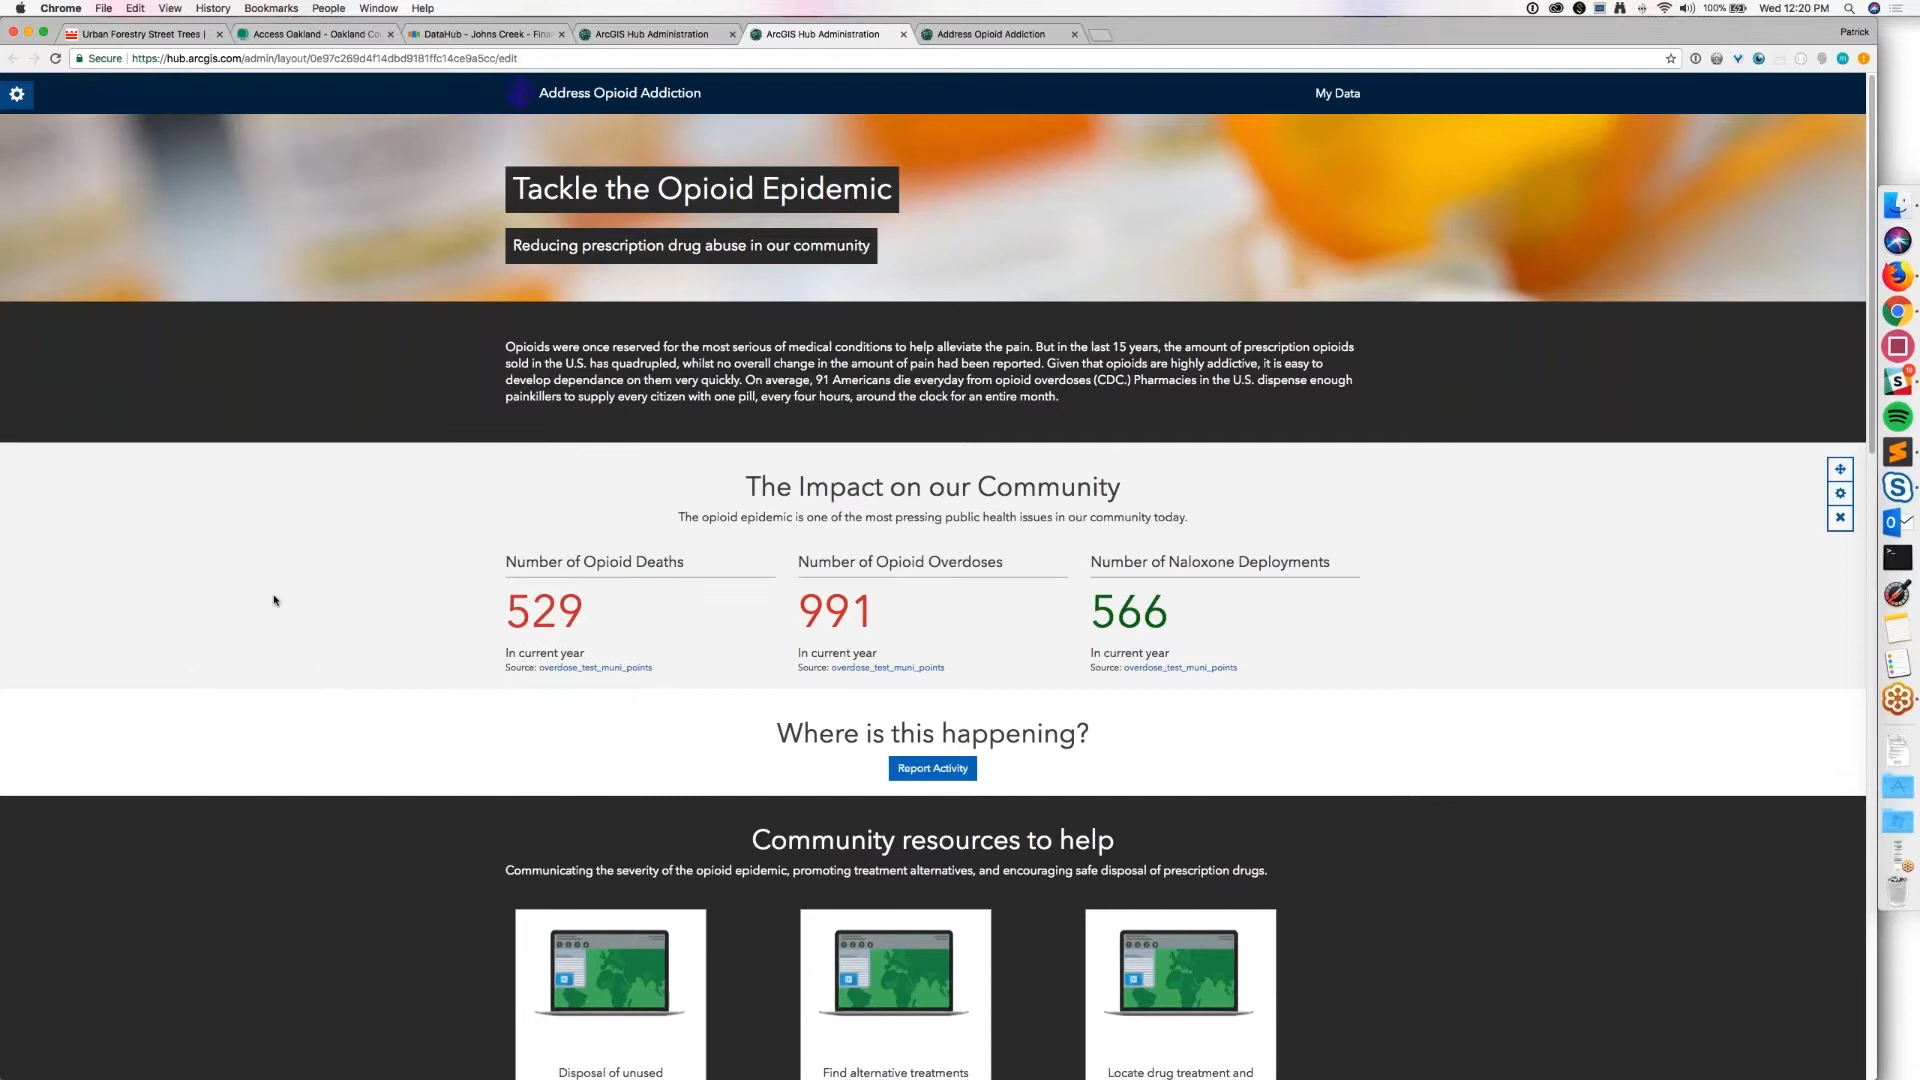 Chrome File Edit View History Bookmarks People Window Help 100% Wed 12:20 PM
Urban Forestry Street Trees | Access Oakland - Oakland Co DataHub - Johns Creek - Fina ArcGIS Hub Administration ArcGIS Hub Administration Address Opioid Addiction Patrick
Secure https://hub.arcgis.com/admin/layout/0e97c269d4f14dbd9181ffc14ce9a5cc/edit
Address Opioid Addiction My Data
Tackle the Opioid Epidemic
Reducing prescription drug abuse in our community
Opioids were once reserved for the most serious of medical conditions to help alleviate the pain. But in the last 15 years, the amount of prescription opioids
sold in the U.S. has quadrupled, whilst no overall change in the amount of pain had been reported. Given that opioids are highly addictive, it is easy to
develop dependance on them very quickly. On average, 91 Americans die everyday from opioid overdoses (CDC.) Pharmacies in the U.S. dispense enough
painkillers to supply every citizen with one pill, every four hours, around the clock for an entire month.
The Impact on our Community
The opioid epidemic is one of the most pressing public health issues in our community today.
Number of Opioid Deaths Number of Opioid Overdoses Number of Naloxone Deployments
529 991 566
In current year In current year In current year
Source: overdose_test_muni_points Source: overdose_test_muni_points Source: overdose_test_muni_points
Where is this happening?
Report Activity
Community resources to help
Communicating the severity of the opioid epidemic, promoting treatment alternatives, and encouraging safe disposal of prescription drugs.
Disposal of unused Find alternative treatments Locate drug treatment and